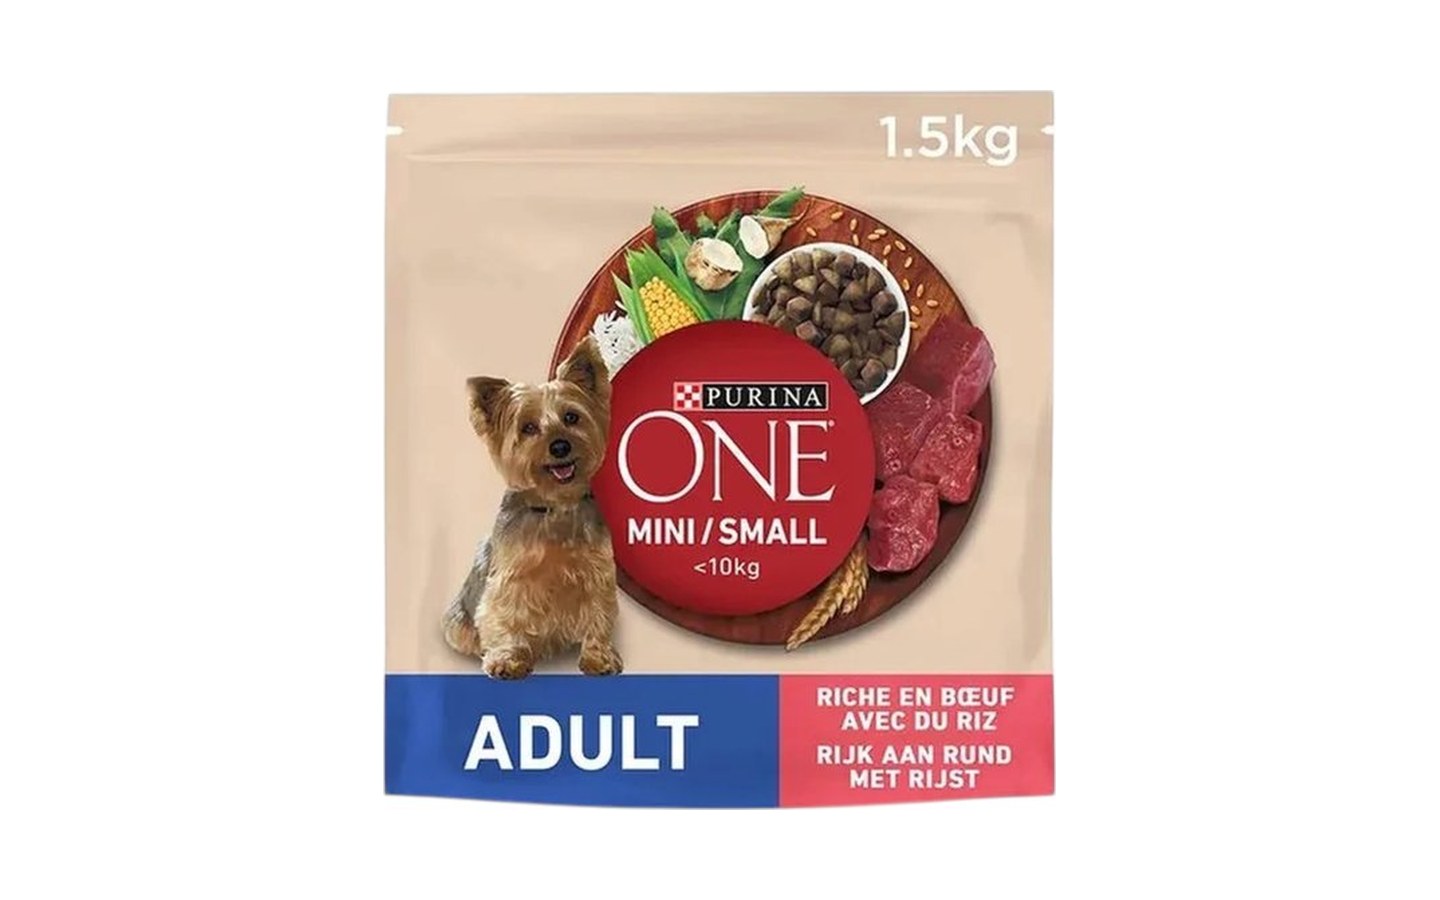 1.5kg
PURINA
ONE®
MINI / SMALL
<10kg
ADULT
RICHE EN BŒUF
AVEC DU RIZ
RIJK AAN RUND
MET RIJST